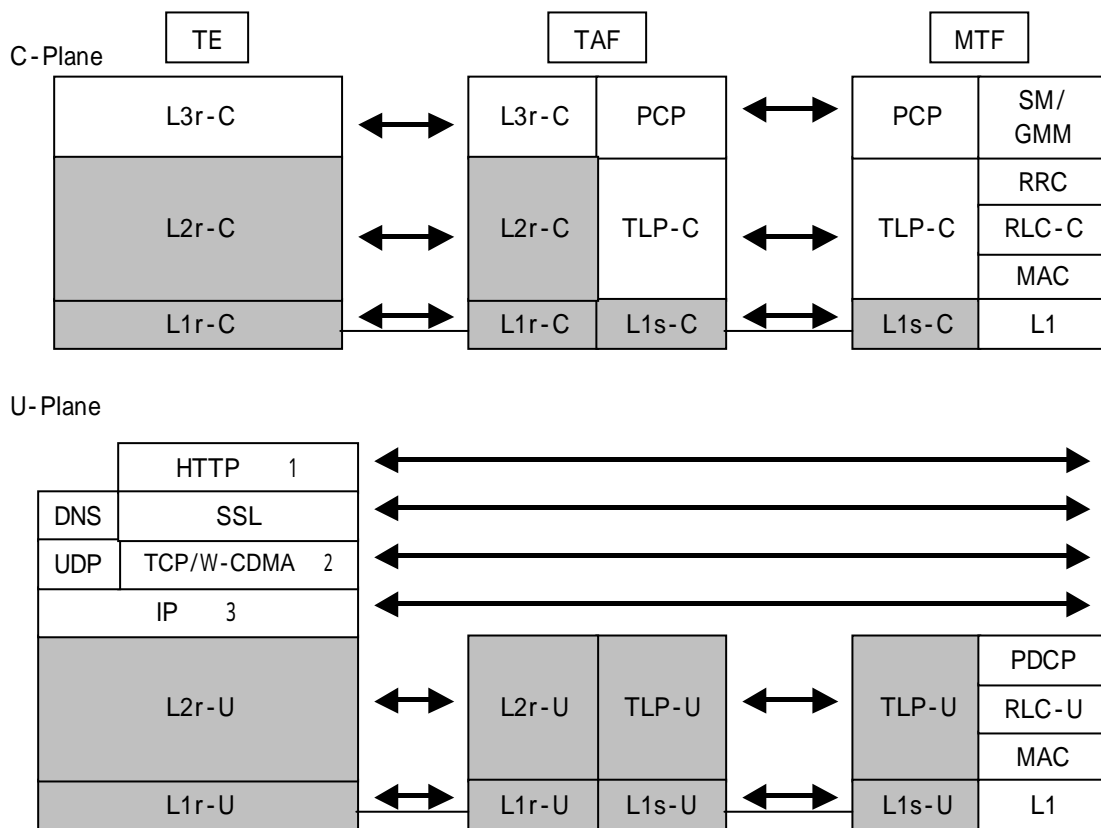 TE TAF MTF
C-Plane
L3r-C L3r-C PCP PCP SM/
GMM
L2r-C L2r-C TLP-C TLP-C RRC
RLC-C
MAC
L1r-C L1r-C L1s-C L1s-C L1
U-Plane
HTTP 1
DNS SSL
UDP TCP/W-CDMA 2
IP 3
L2r-U L2r-U TLP-U TLP-U PDCP
RLC-U
MAC
L1r-U L1r-U L1s-U L1s-U L1